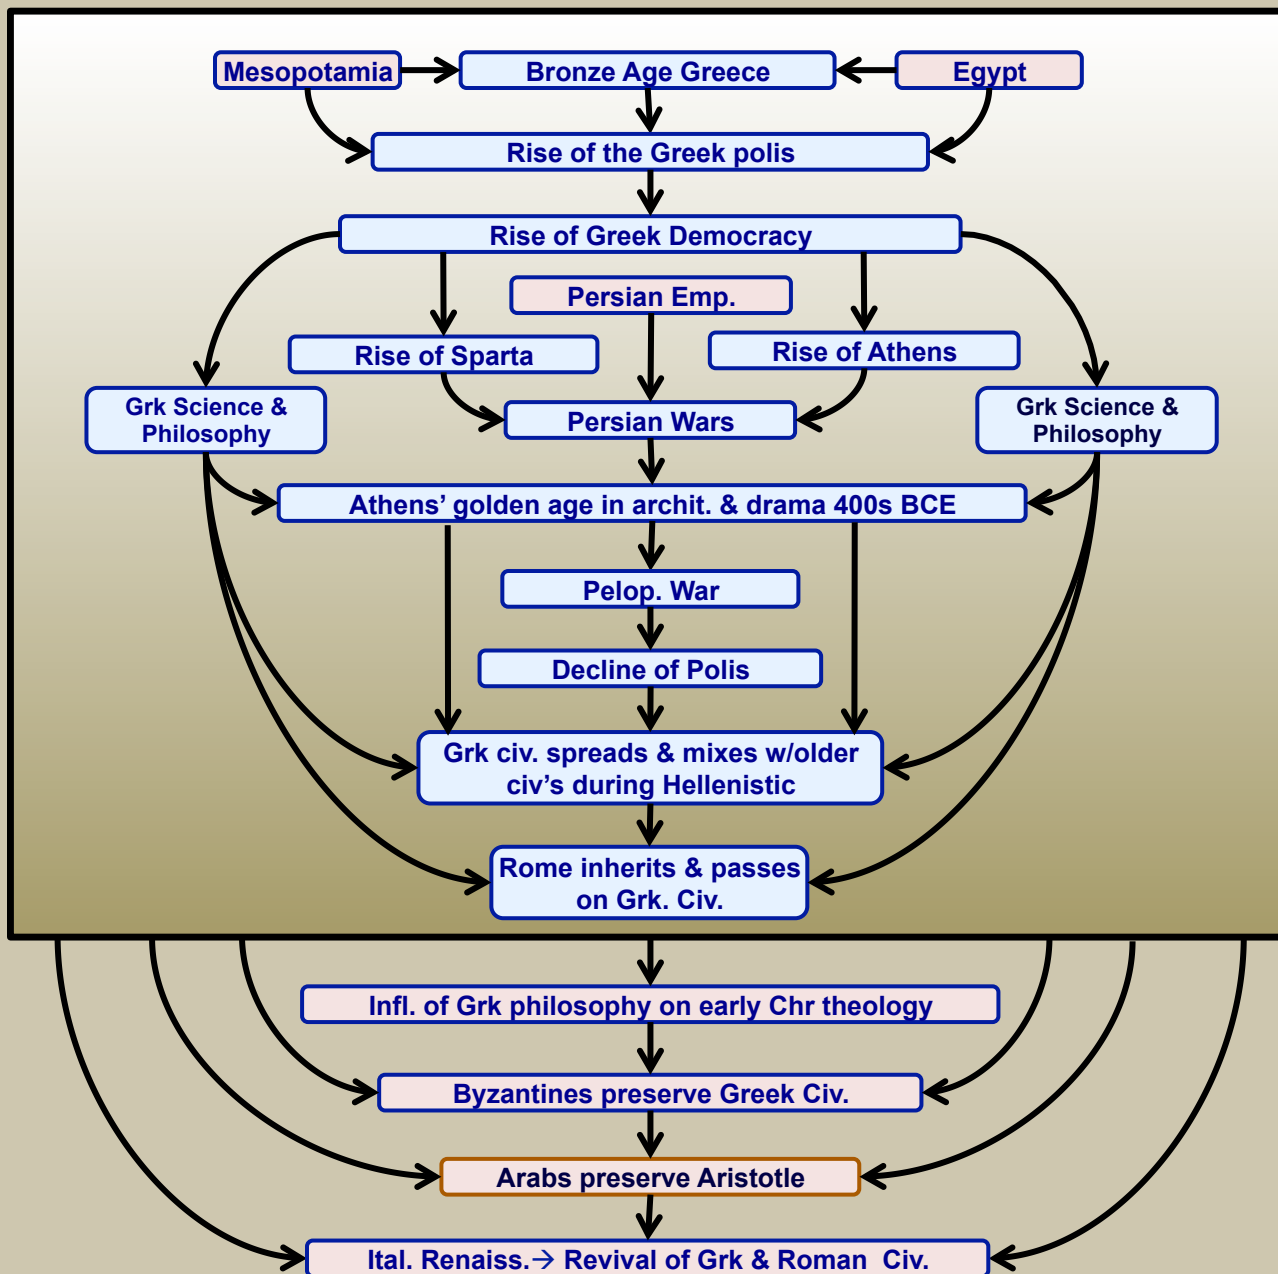 Mesopotamia
Bronze Age Greece
Egypt
Rise of the Greek polis
Rise of Greek Democracy
Persian Emp.
Rise of Sparta
Rise of Athens
Grk Science &
Philosophy
Persian Wars
Grk Science &
Philosophy
Athens’ golden age in archit. & drama 400s BCE
Pelop. War
Decline of Polis
Grk civ. spreads & mixes w/older
civ’s during Hellenistic
Rome inherits & passes
on Grk. Civ.
Infl. of Grk philosophy on early Chr theology
Byzantines preserve Greek Civ.
Arabs preserve Aristotle
Ital. Renaiss.→ Revival of Grk & Roman Civ.